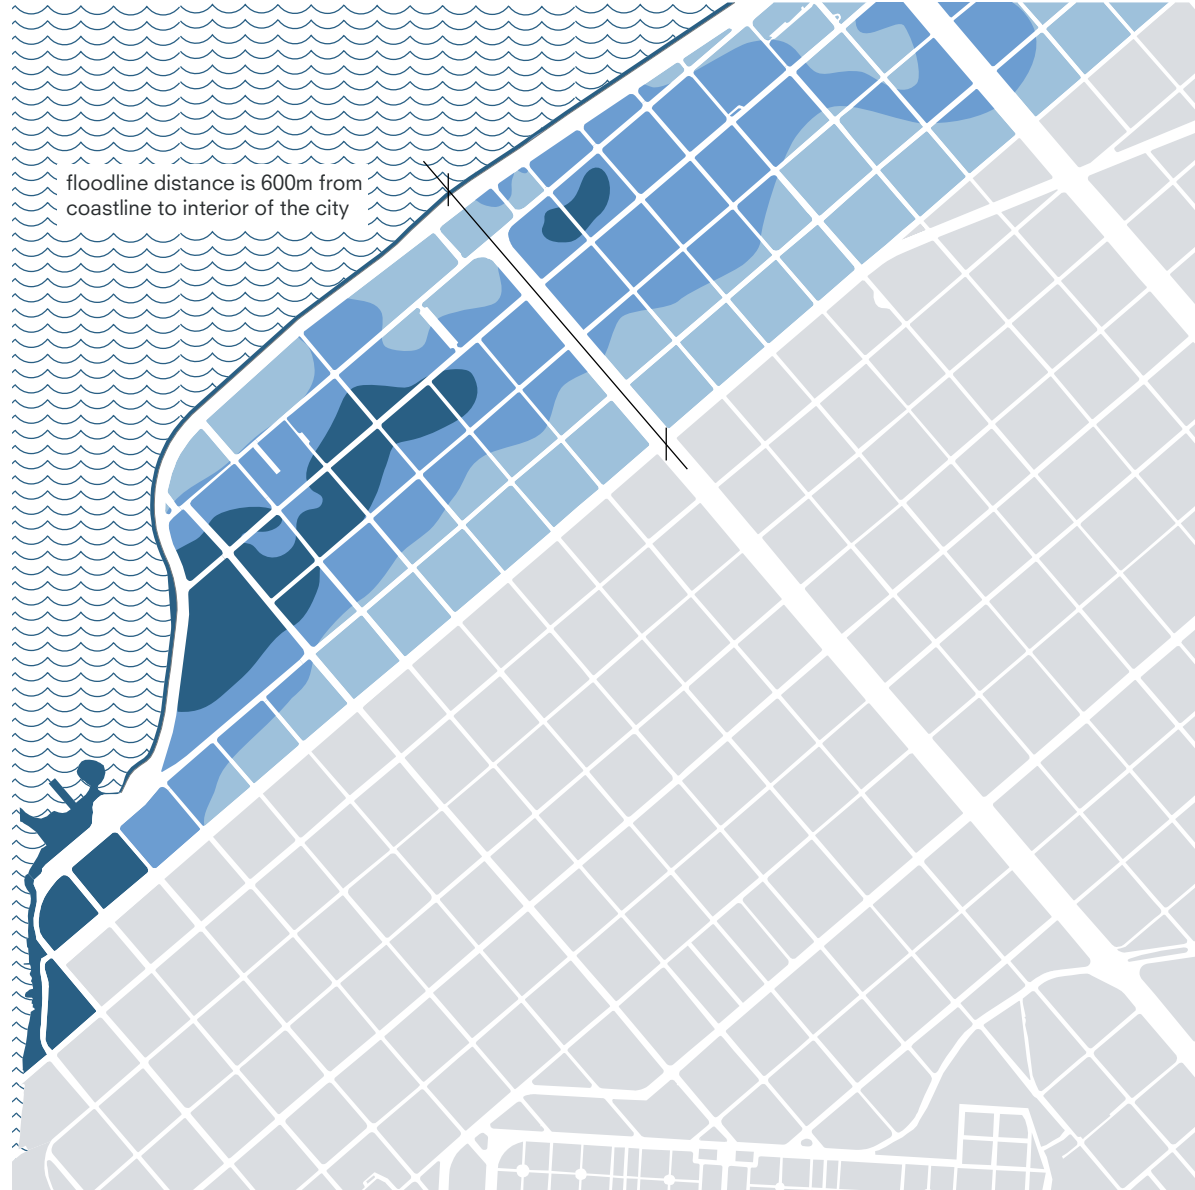 floodline distance is 600m from
coastline to interior of the city